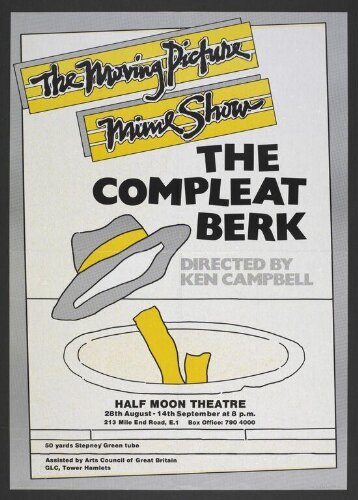 The Moving Picture
Mime Show
THE
COMPLEAT
BERK
DIRECTED BY
KEN CAMPBELL
HALF MOON THEATRE
28th August - 14th September at 8 p.m.
213 Mile End Road, E.1 Box Office: 790 4000
50 yards Stepney Green tube
Assisted by Arts Council of Great Britain
GLC, Tower Hamlets